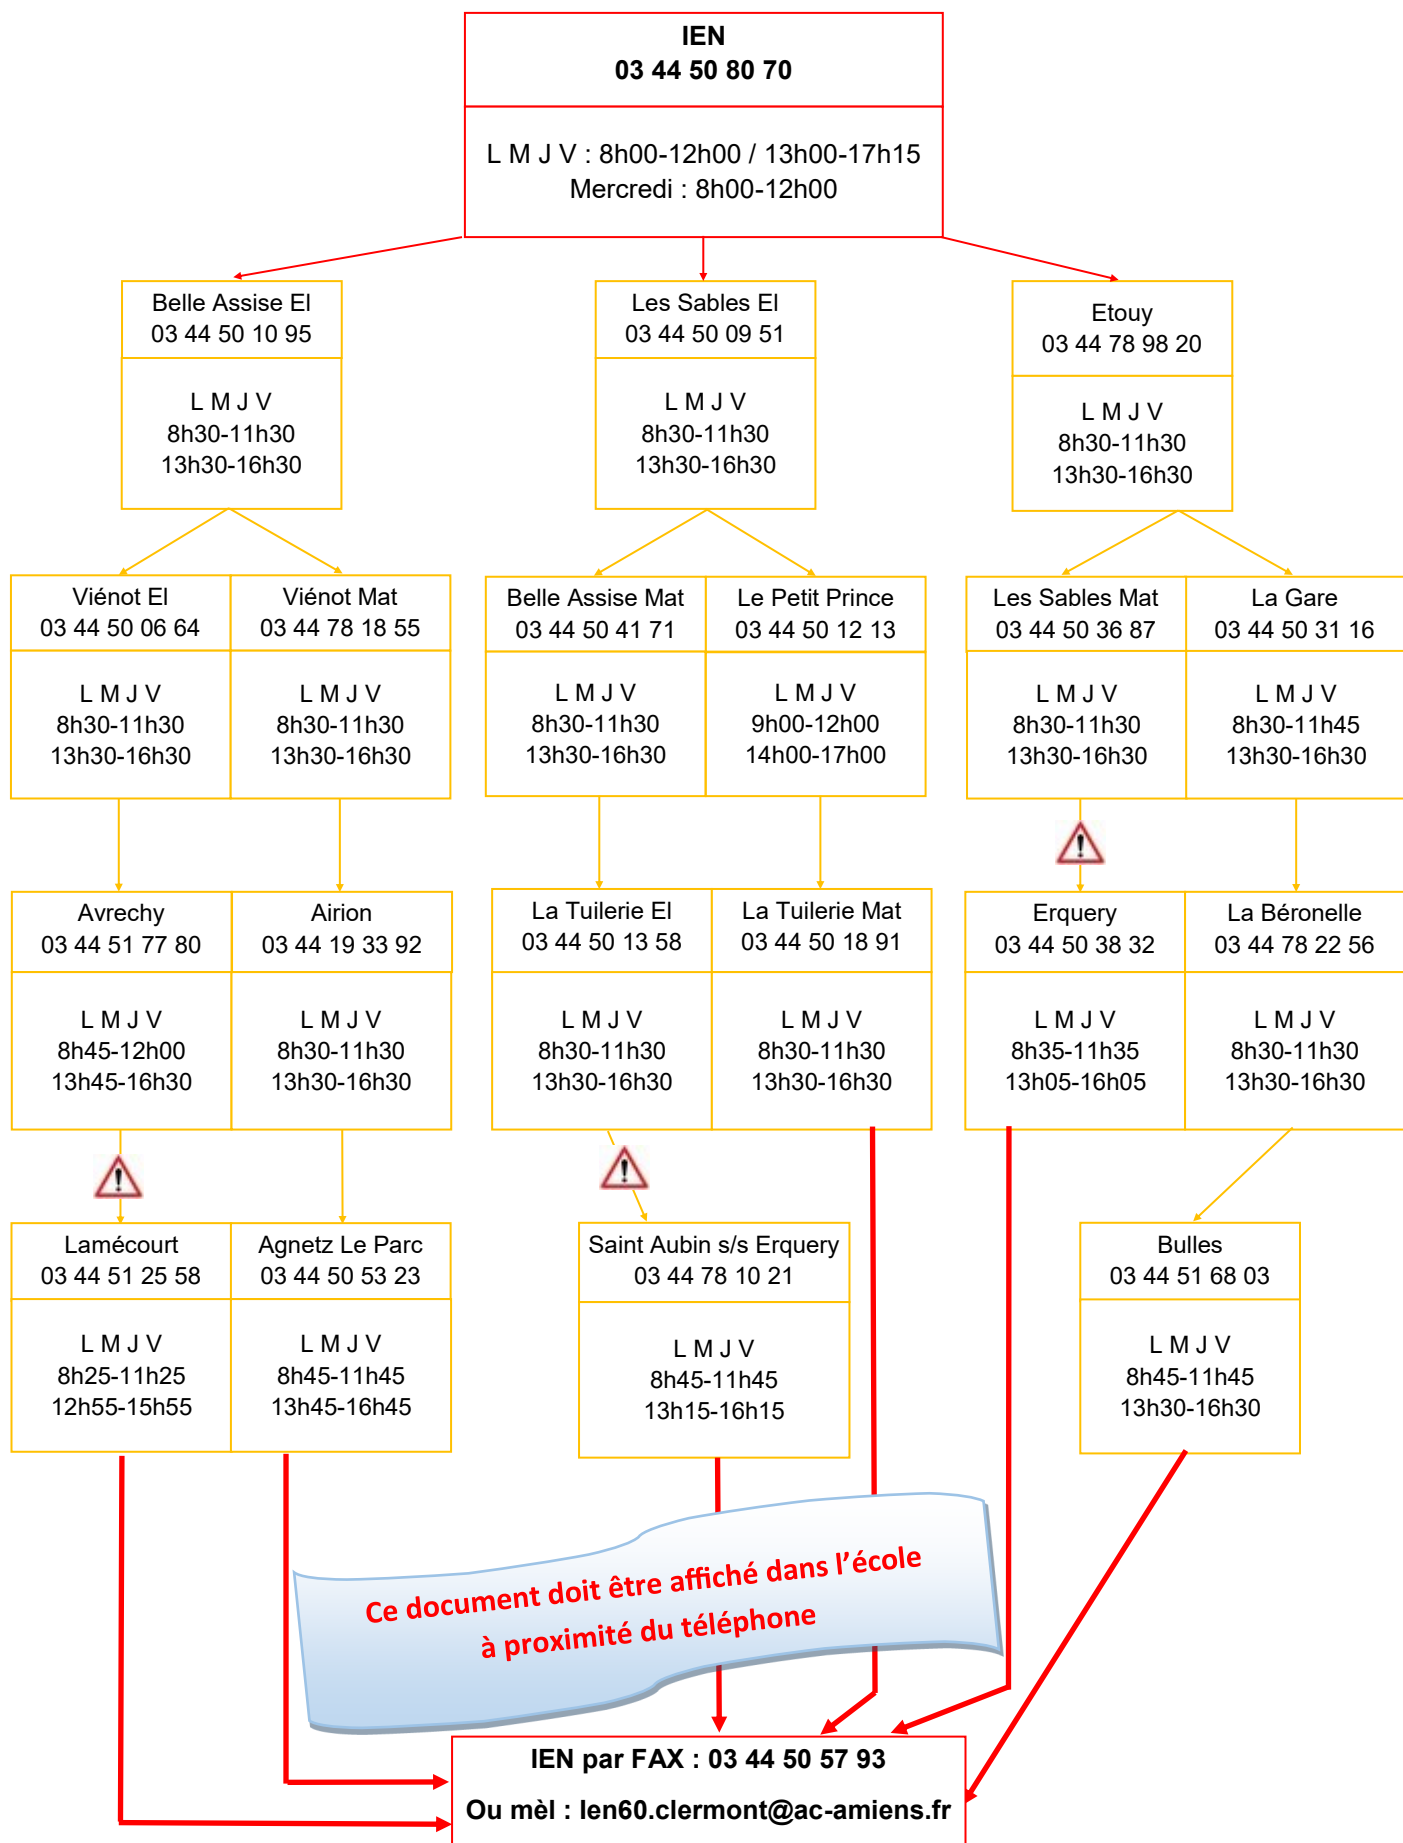 IEN
03 44 50 80 70
L M J V : 8h00-12h00 / 13h00-17h15
Mercredi : 8h00-12h00
Belle Assise El
03 44 50 10 95
L M J V
8h30-11h30
13h30-16h30
Les Sables El
03 44 50 09 51
L M J V
8h30-11h30
13h30-16h30
Etouy
03 44 78 98 20
L M J V
8h30-11h30
13h30-16h30
Viénot El
03 44 50 06 64
L M J V
8h30-11h30
13h30-16h30
Viénot Mat
03 44 78 18 55
L M J V
8h30-11h30
13h30-16h30
Belle Assise Mat
03 44 50 41 71
L M J V
8h30-11h30
13h30-16h30
Le Petit Prince
03 44 50 12 13
L M J V
9h00-12h00
14h00-17h00
Les Sables Mat
03 44 50 36 87
L M J V
8h30-11h30
13h30-16h30
La Gare
03 44 50 31 16
L M J V
8h30-11h45
13h30-16h30
Avrechy
03 44 51 77 80
L M J V
8h45-12h00
13h45-16h30
Airion
03 44 19 33 92
L M J V
8h30-11h30
13h30-16h30
La Tuilerie El
03 44 50 13 58
L M J V
8h30-11h30
13h30-16h30
La Tuilerie Mat
03 44 50 18 91
L M J V
8h30-11h30
13h30-16h30
Erquery
03 44 50 38 32
L M J V
8h35-11h35
13h05-16h05
La Béronelle
03 44 78 22 56
L M J V
8h30-11h30
13h30-16h30
Lamécourt
03 44 51 25 58
L M J V
8h25-11h25
12h55-15h55
Agnetz Le Parc
03 44 50 53 23
L M J V
8h45-11h45
13h45-16h45
Saint Aubin s/s Erquery
03 44 78 10 21
L M J V
8h45-11h45
13h15-16h15
Bulles
03 44 51 68 03
L M J V
8h45-11h45
13h30-16h30
Ce document doit être affiché dans l’école
à proximité du téléphone
IEN par FAX : 03 44 50 57 93
Ou mèl : Ien60.clermont@ac-amiens.fr